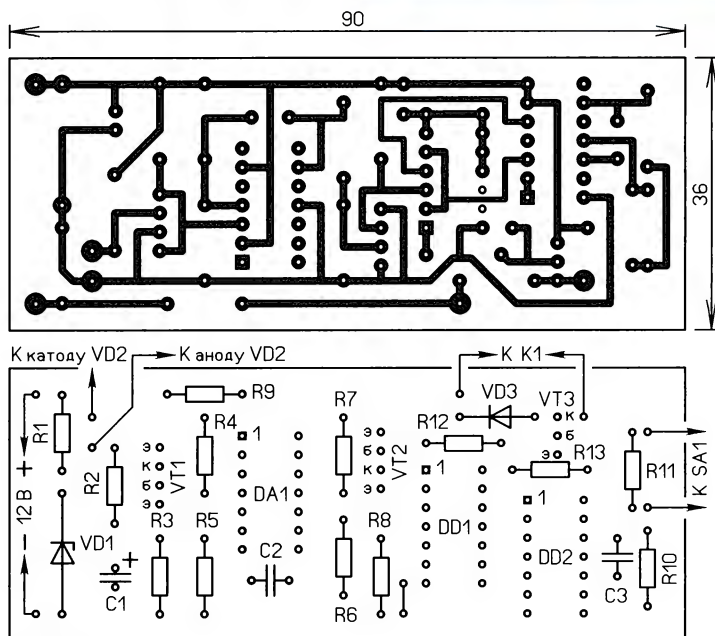 90
36
К катоду VD2
К аноду VD2
К К1
R9
VD3
VT3
к
б
э
R1
R4
R7
R12
R13
12 В
+
R2
э
к
б
э
VT1
1
DA1
э
б
к
э
VT2
1
DD1
1
DD2
R11
К SA1
VD1
+
C1
R3
R5
C2
R6
R8
C3
R10